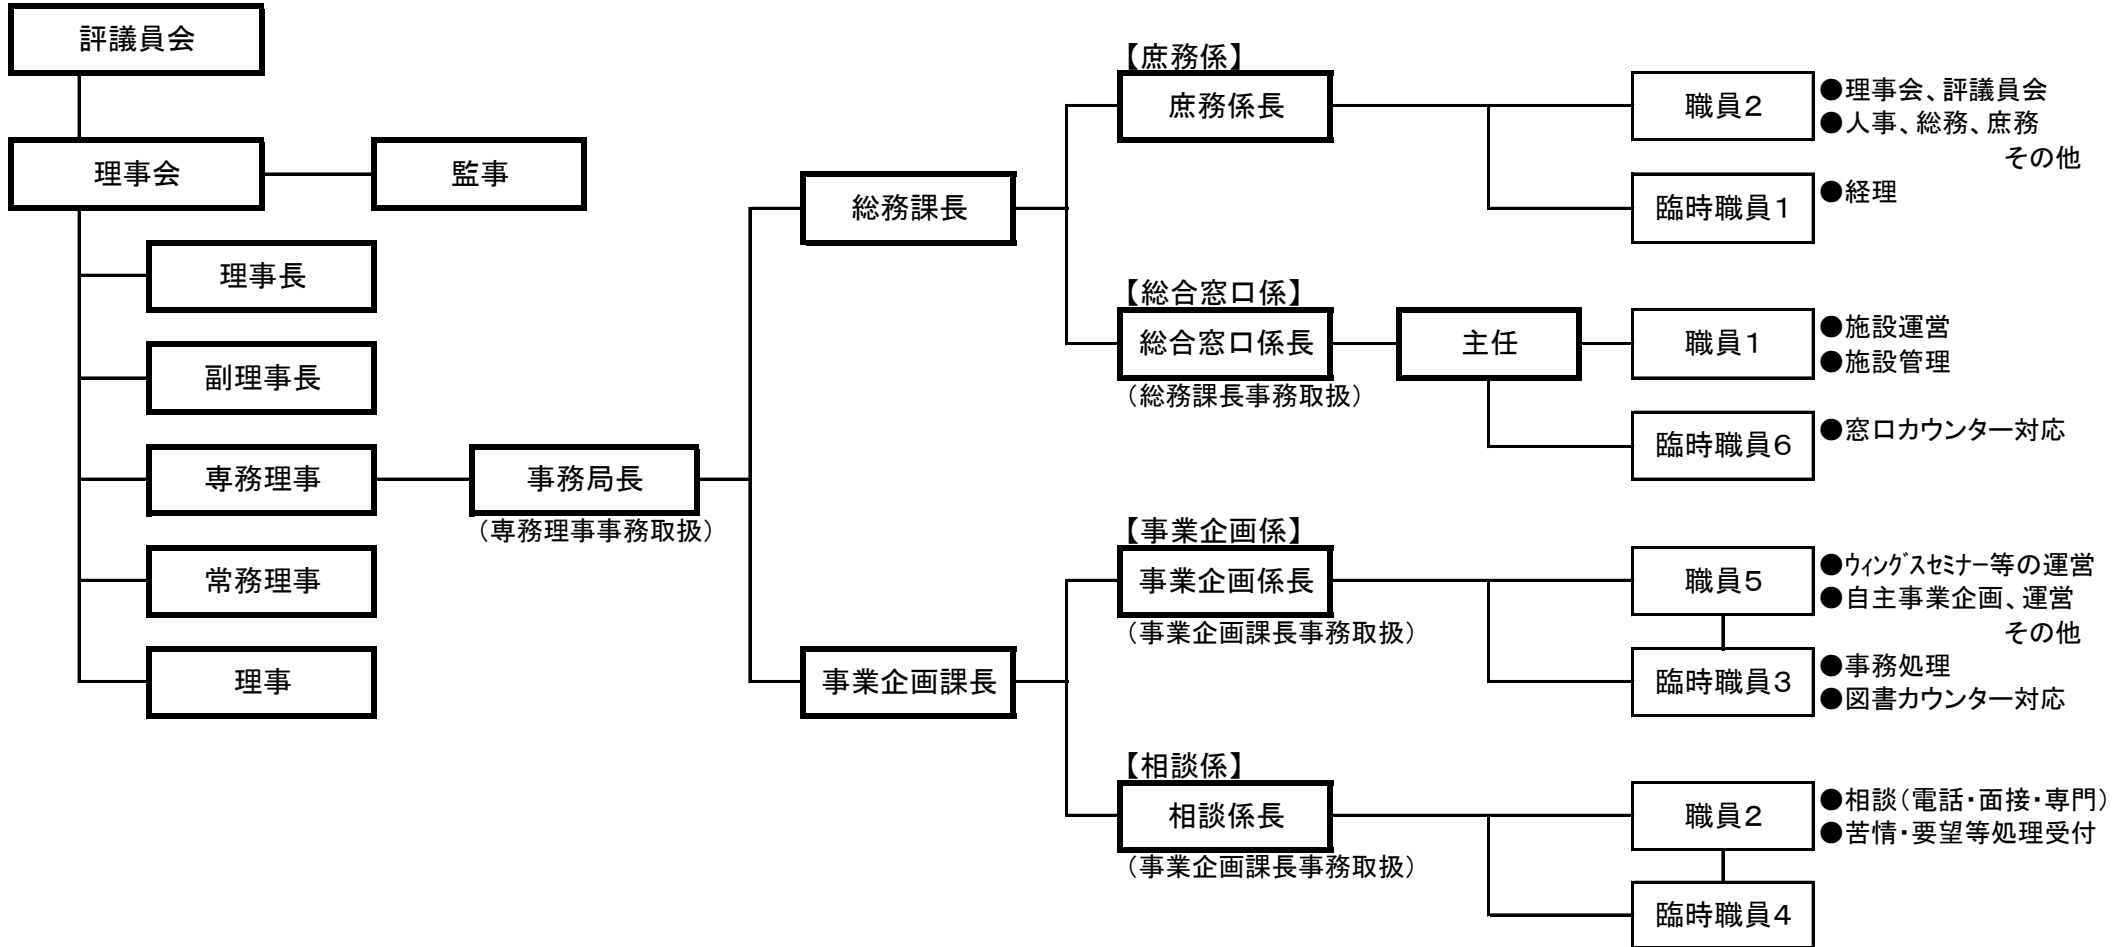 評議員会
理事会
監事
理事長
副理事長
専務理事
常務理事
理事
事務局長
（専務理事事務取扱）
総務課長
事業企画課長
【庶務係】
庶務係長
職員2
●理事会、評議員会
●人事、総務、庶務
その他
臨時職員1
●経理
【総合窓口係】
総合窓口係長
（総務課長事務取扱）
主任
職員1
●施設運営
●施設管理
臨時職員6
●窓口カウンター対応
【事業企画係】
事業企画係長
（事業企画課長事務取扱）
職員5
●ｳｨﾝｸﾞｽｾﾐﾅｰ等の運営
●自主事業企画、運営
その他
臨時職員3
●事務処理
●図書カウンター対応
【相談係】
相談係長
（事業企画課長事務取扱）
職員2
●相談（電話・面接・専門）
●苦情・要望等処理受付
臨時職員4